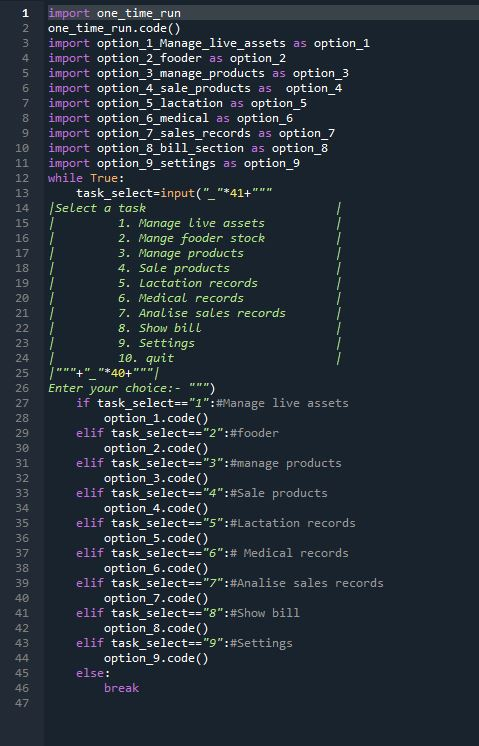 1 import one_time_run
2 one_time_run.code()
3 import option_1_Manage_live_assets as option_1
4 import option_2_fooder as option_2
5 import option_3_manage_products as option_3
6 import option_4_sale_products as  option_4
7 import option_5_lactation as option_5
8 import option_6_medical as option_6
9 import option_7_sales_records as option_7
10 import option_8_bill_section as option_8
11 import option_9_settings as option_9
12 while True:
13     task_select=input("_"*41+"""
14 |Select a task                           |
15 |         1. Manage live assets          |
16 |         2. Mange fooder stock          |
17 |         3. Manage products             |
18 |         4. Sale products               |
19 |         5. Lactation records           |
20 |         6. Medical records             |
21 |         7. Analise sales records       |
22 |         8. Show bill                   |
23 |         9. Settings                    |
24 |         10. quit                       |
25 |"""+"_"*40+"""|
26 Enter your choice:- """)
27     if task_select=="1":#Manage live assets
28         option_1.code()
29     elif task_select=="2":#fooder
30         option_2.code()
31     elif task_select=="3":#manage products
32         option_3.code()
33     elif task_select=="4":#Sale products
34         option_4.code()
35     elif task_select=="5":#Lactation records
36         option_5.code()
37     elif task_select=="6":# Medical records
38         option_6.code()
39     elif task_select=="7":#Analise sales records
40         option_7.code()
41     elif task_select=="8":#Show bill
42         option_8.code()
43     elif task_select=="9":#Settings
44         option_9.code()
45     else:
46         break
47